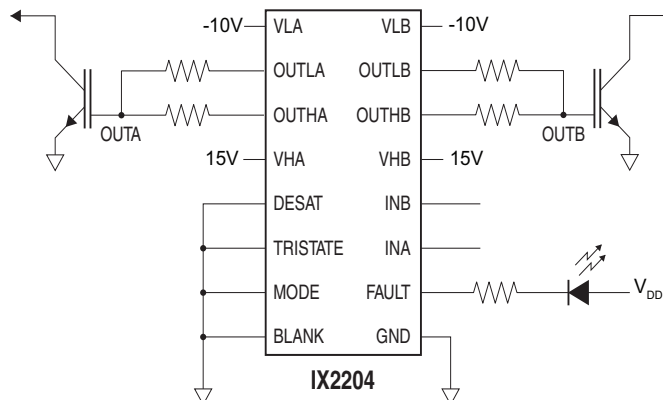 -10V VLA VLB -10V
OUTLA OUTLB
OUTHA OUTHB
OUTA OUTB
15V VHA VHB 15V
DESAT INB
TRISTATE INA
MODE FAULT VDD
BLANK GND
IX2204